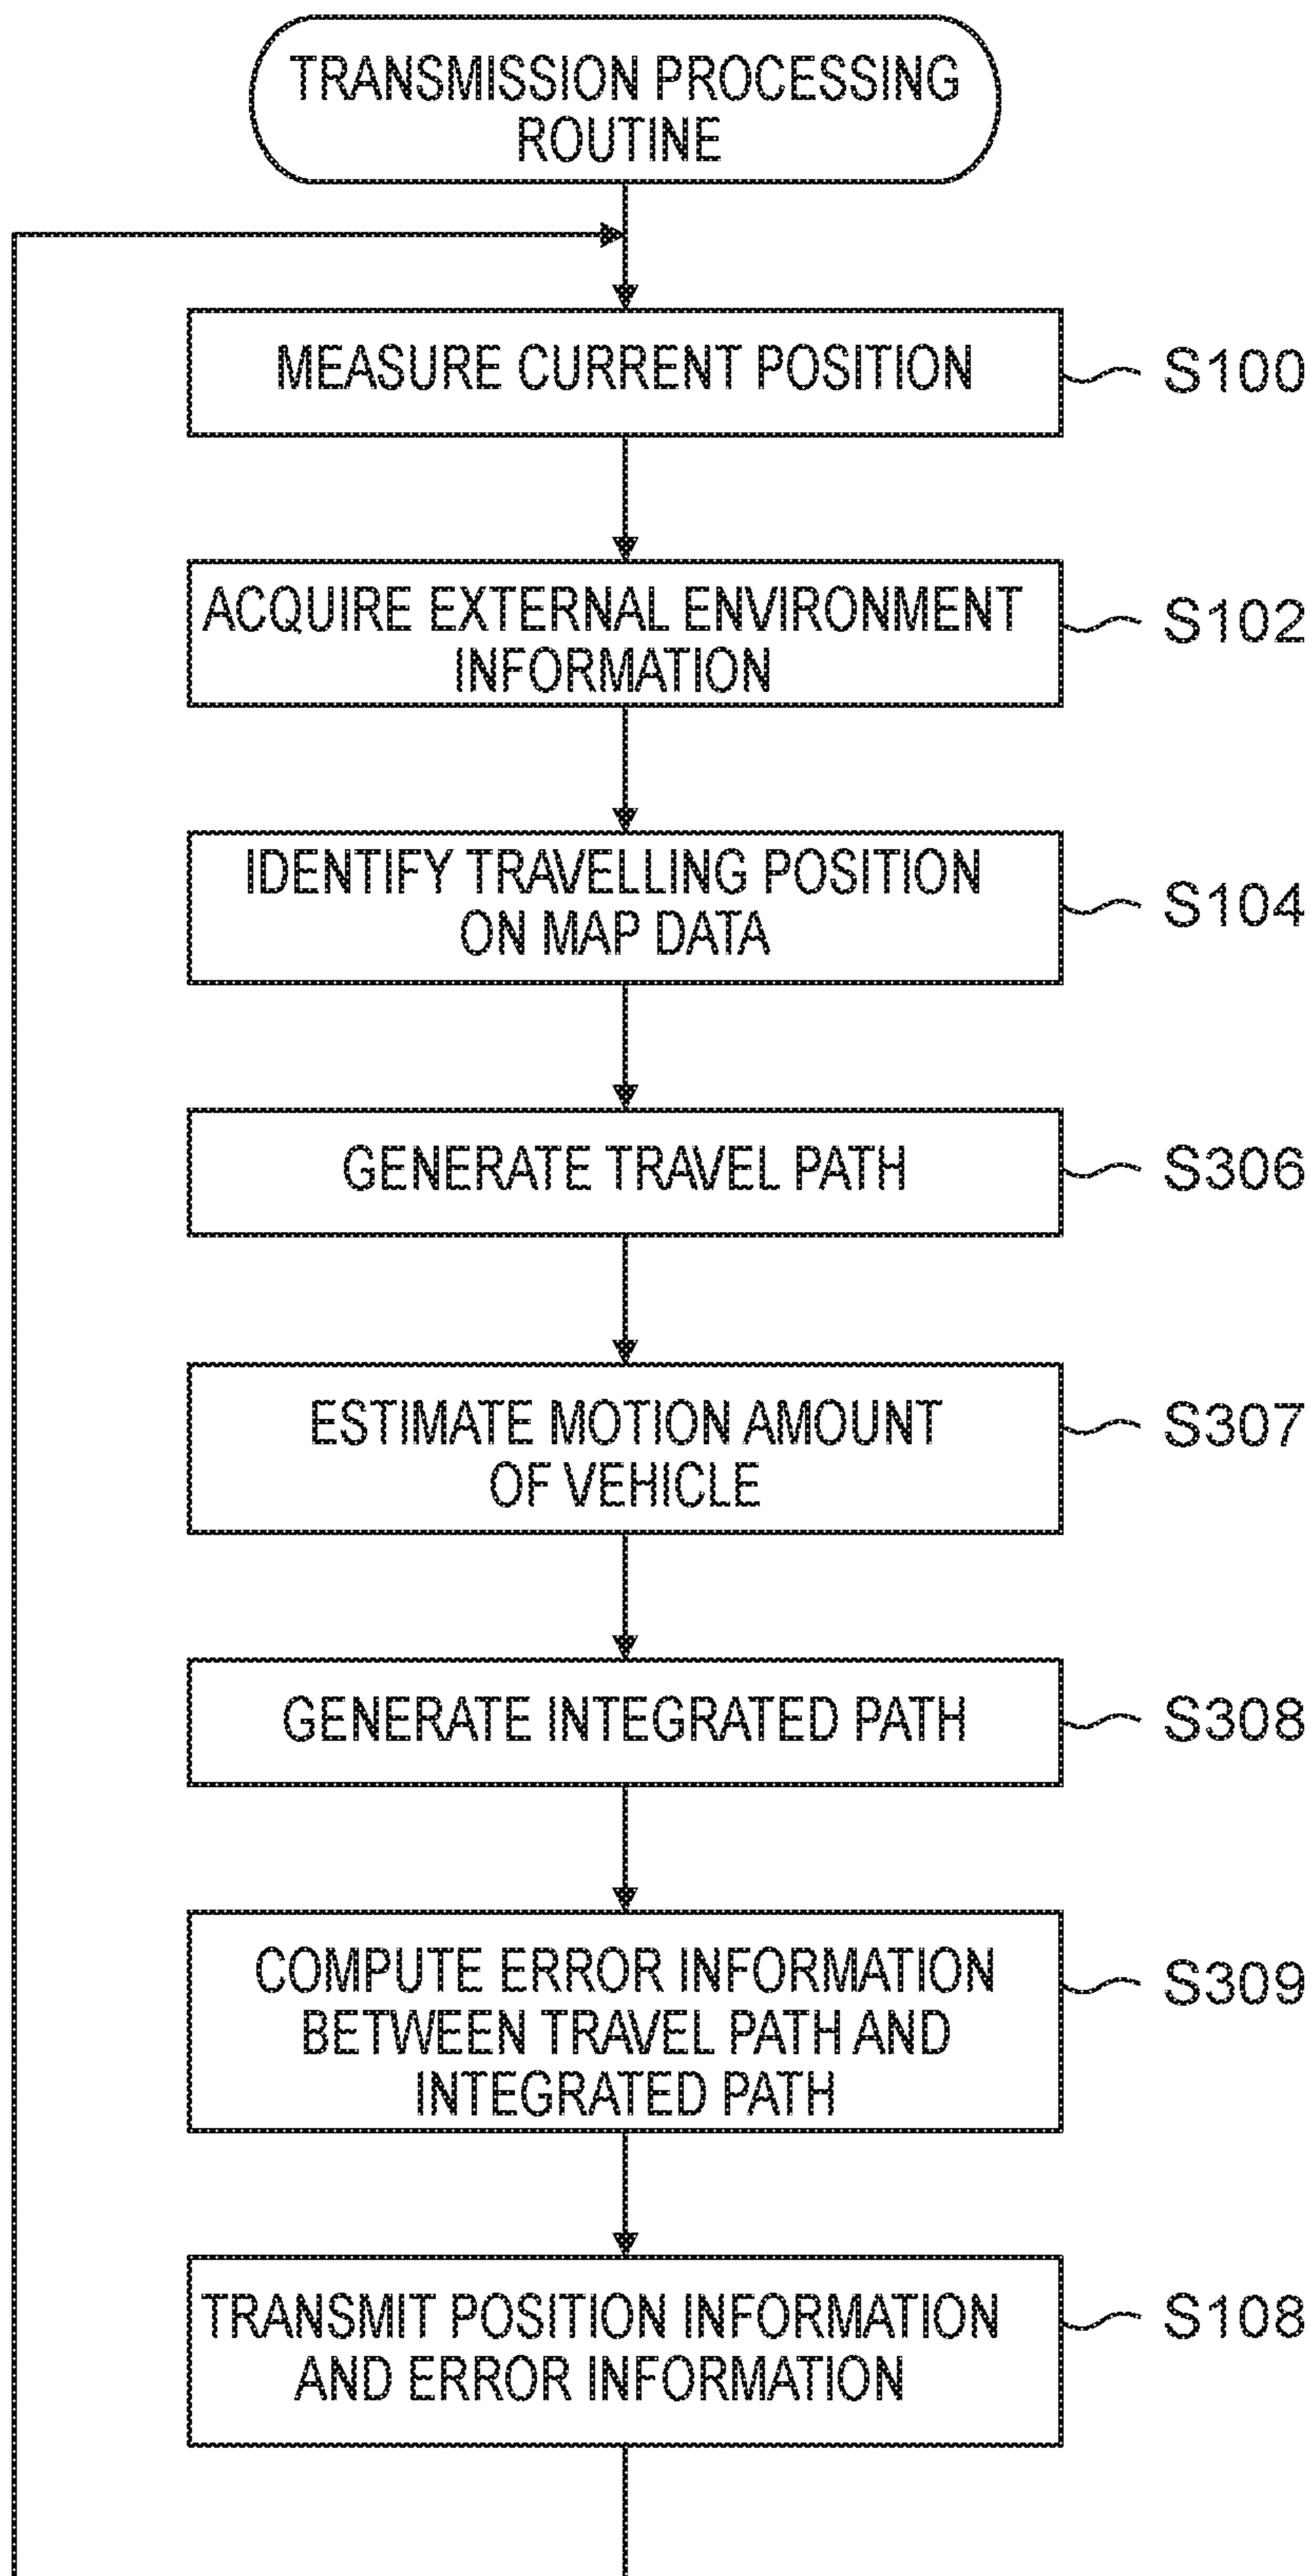 TRANSMISSION PROCESSING
ROUTINE
MEASURE CURRENT POSITION
S100
ACQUIRE EXTERNAL ENVIRONMENT
INFORMATION
S102
IDENTIFY TRAVELLING POSITION
ON MAP DATA
S104
GENERATE TRAVEL PATH
S306
ESTIMATE MOTION AMOUNT
OF VEHICLE
S307
GENERATE INTEGRATED PATH
S308
COMPUTE ERROR INFORMATION
BETWEEN TRAVEL PATH AND
INTEGRATED PATH
S309
TRANSMIT POSITION INFORMATION
AND ERROR INFORMATION
S108